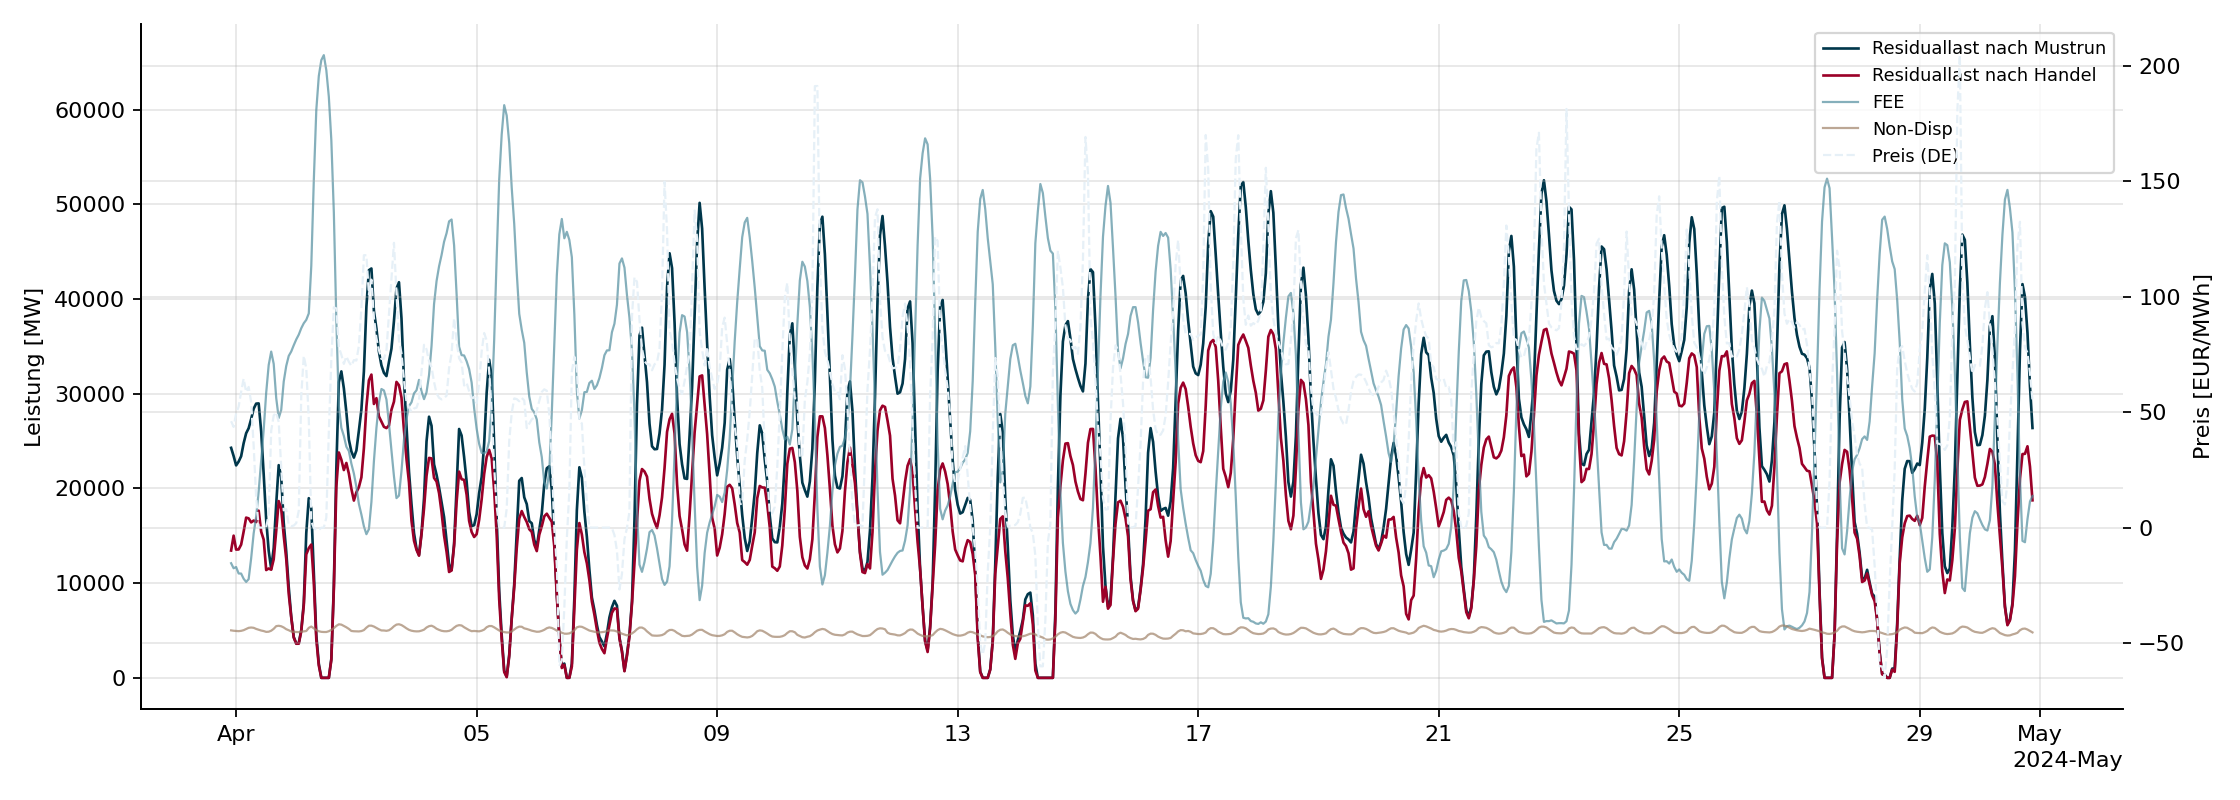 Leistung [MW]
60000
50000
40000
30000
20000
10000
0
200
150
100
50
0
−50
Preis [EUR/MWh]
Residuallast nach Mustrun
Residuallast nach Handel
FEE
Non-Disp
Preis (DE)
Apr 05 09 13 17 21 25 29 May
2024-May